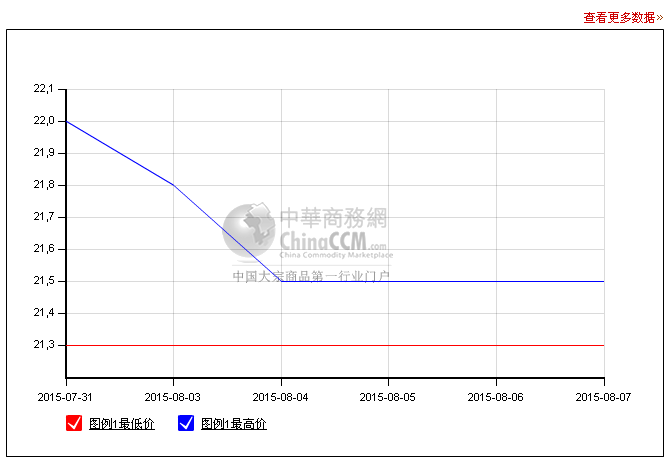 查看更多数据»
22,1
22,0
21,9
21,8
21,7
21,6
21,5
21,4
21,3
中華商務網
ChinaCCM.com
China Commodity Marketplace
中国大宗商品第一行业门户
2015-07-31 2015-08-03 2015-08-04 2015-08-05 2015-08-06 2015-08-07
图例1最低价 图例1最高价